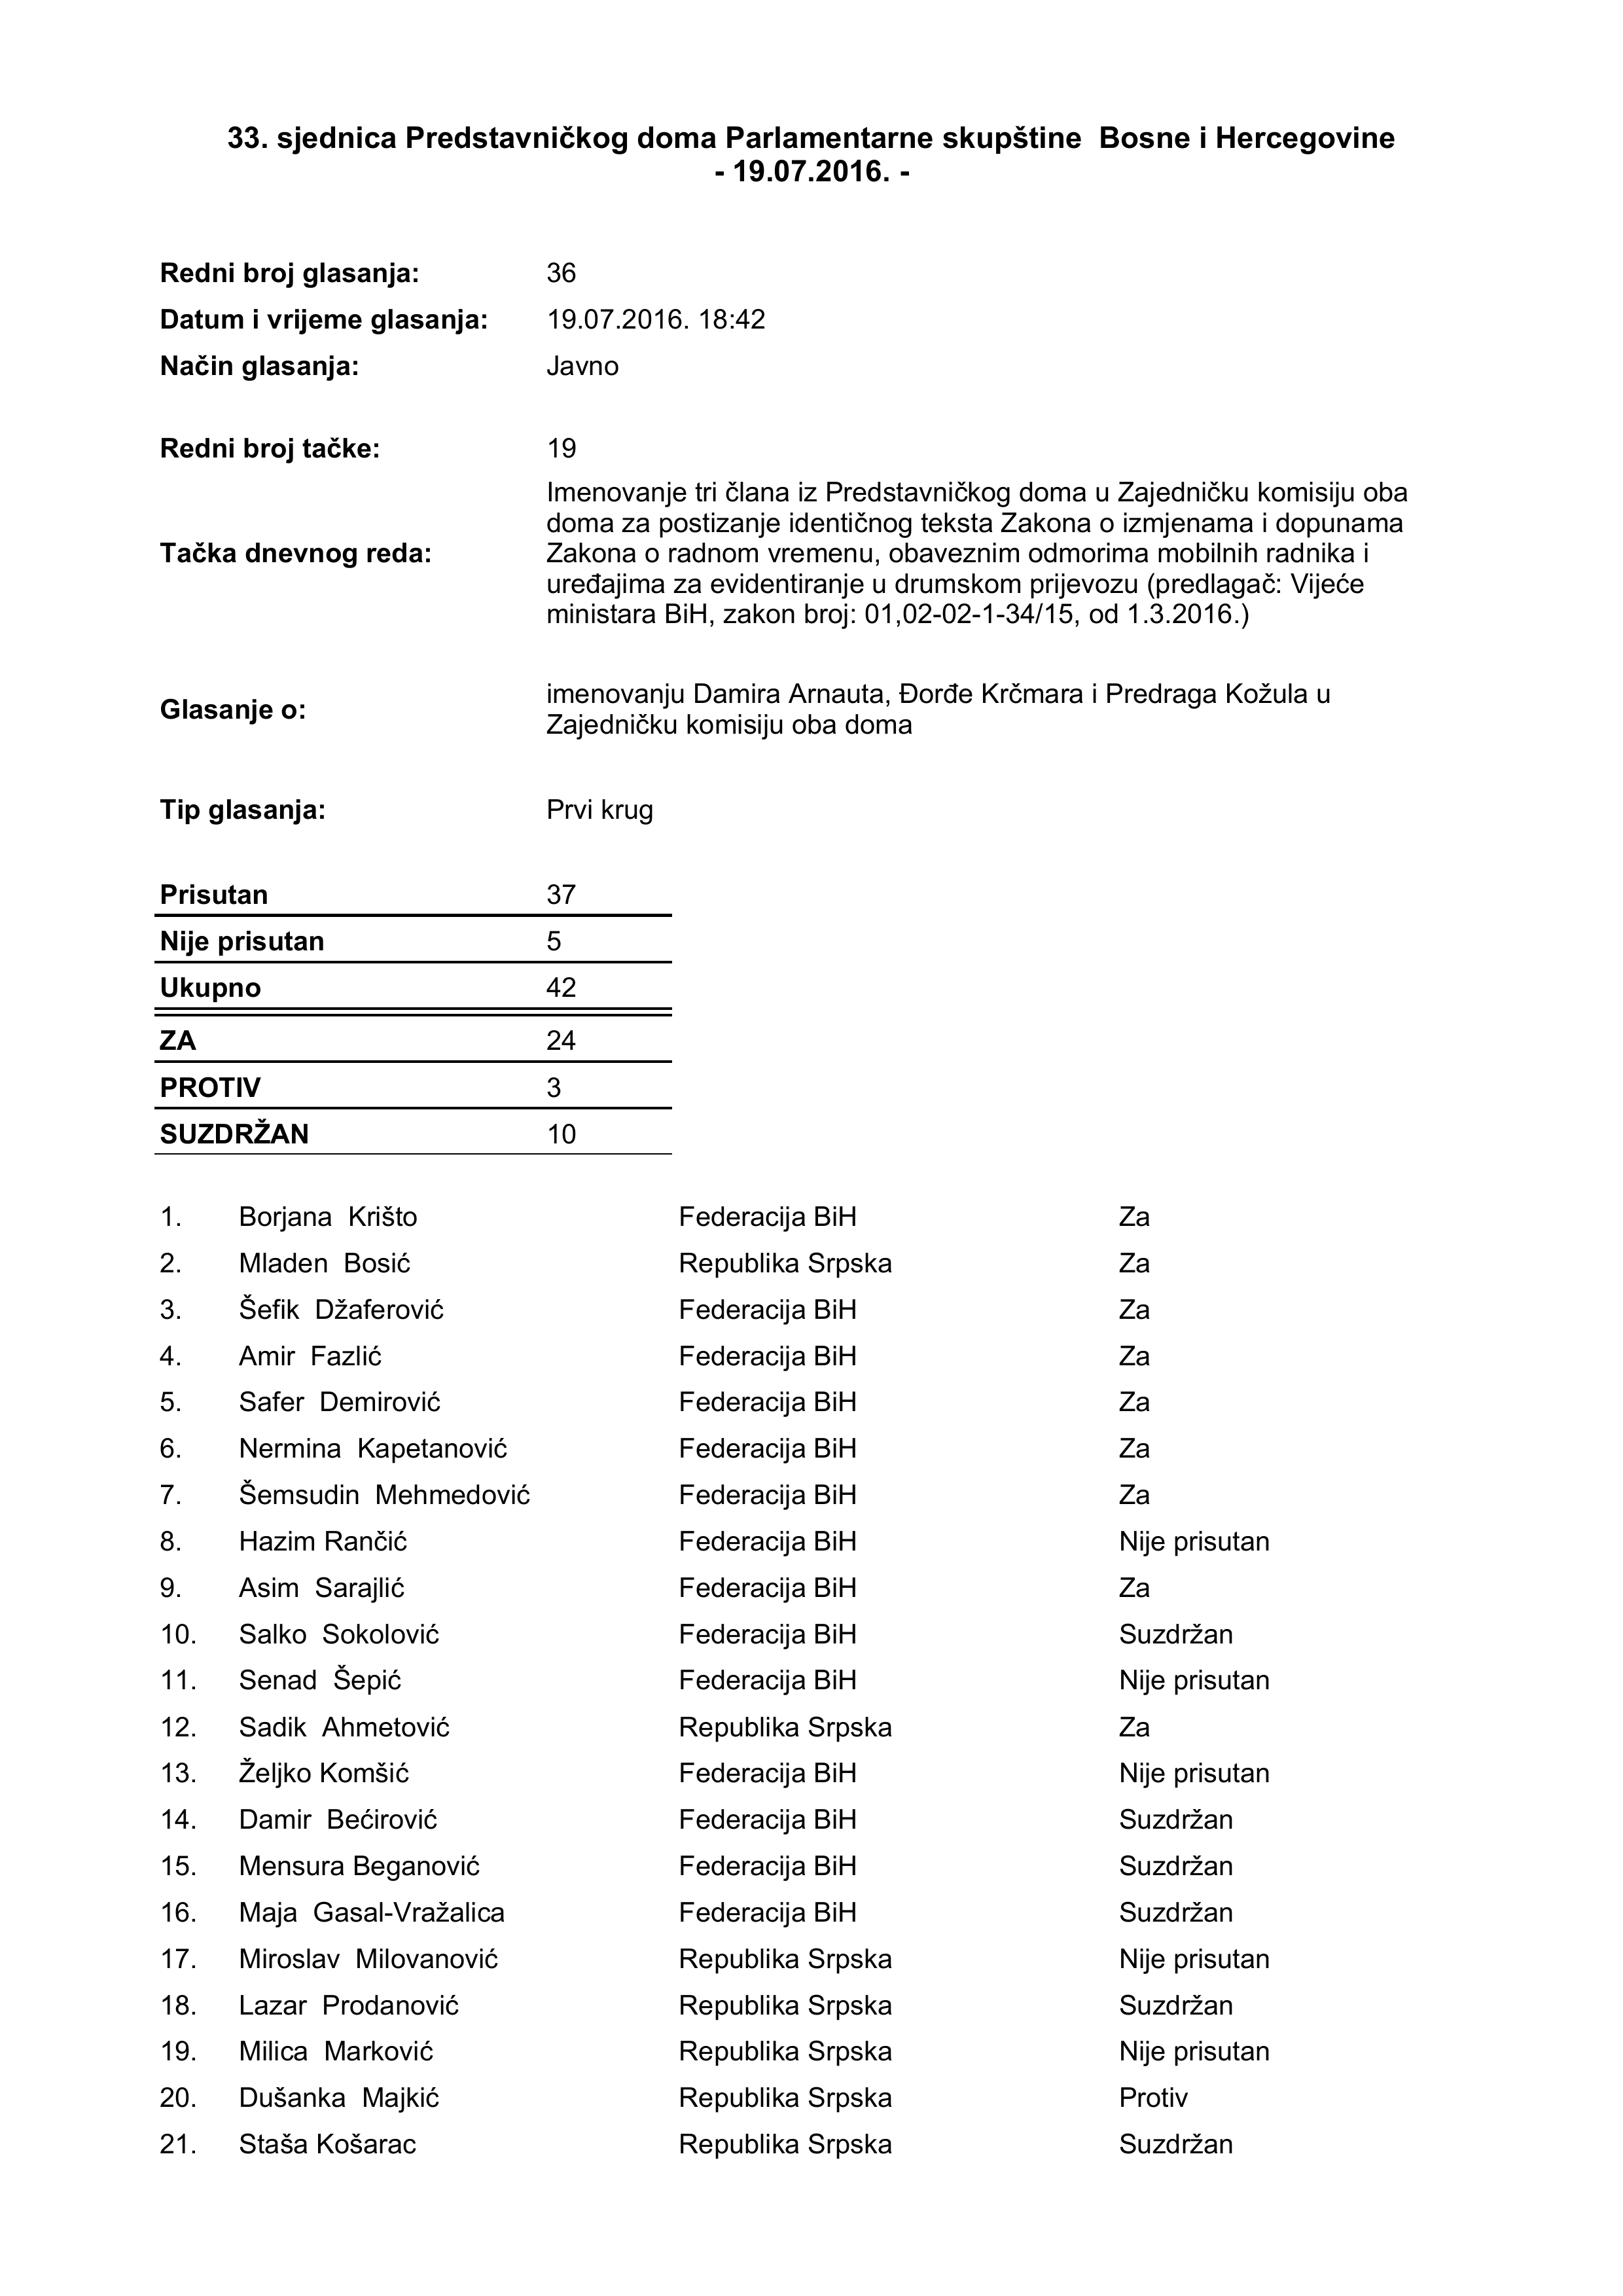 33. sjednica Predstavničkog doma Parlamentarne skupštine  Bosne i Hercegovine
- 19.07.2016. -
Redni broj glasanja: 36
Datum i vrijeme glasanja: 19.07.2016. 18:42
Način glasanja: Javno
Redni broj tačke: 19
Imenovanje tri člana iz Predstavničkog doma u Zajedničku komisiju oba
doma za postizanje identičnog teksta Zakona o izmjenama i dopunama
Tačka dnevnog reda: Zakona o radnom vremenu, obaveznim odmorima mobilnih radnika i
uređajima za evidentiranje u drumskom prijevozu (predlagač: Vijeće
ministara BiH, zakon broj: 01,02-02-1-34/15, od 1.3.2016.)
Glasanje o: imenovanju Damira Arnauta, Đorđe Krčmara i Predraga Kožula u
Zajedničku komisiju oba doma
Tip glasanja: Prvi krug
Prisutan 37
Nije prisutan 5
Ukupno 42
ZA 24
PROTIV 3
SUZDRŽAN 10
1. Borjana  Krišto Federacija BiH Za
2. Mladen  Bosić Republika Srpska Za
3. Šefik  Džaferović Federacija BiH Za
4. Amir  Fazlić Federacija BiH Za
5. Safer  Demirović Federacija BiH Za
6. Nermina  Kapetanović Federacija BiH Za
7. Šemsudin  Mehmedović Federacija BiH Za
8. Hazim Rančić Federacija BiH Nije prisutan
9. Asim  Sarajlić Federacija BiH Za
10. Salko  Sokolović Federacija BiH Suzdržan
11. Senad  Šepić Federacija BiH Nije prisutan
12. Sadik  Ahmetović Republika Srpska Za
13. Željko Komšić Federacija BiH Nije prisutan
14. Damir  Bećirović Federacija BiH Suzdržan
15. Mensura Beganović Federacija BiH Suzdržan
16. Maja  Gasal-Vražalica Federacija BiH Suzdržan
17. Miroslav  Milovanović Republika Srpska Nije prisutan
18. Lazar  Prodanović Republika Srpska Suzdržan
19. Milica  Marković Republika Srpska Nije prisutan
20. Dušanka  Majkić Republika Srpska Protiv
21. Staša Košarac Republika Srpska Suzdržan